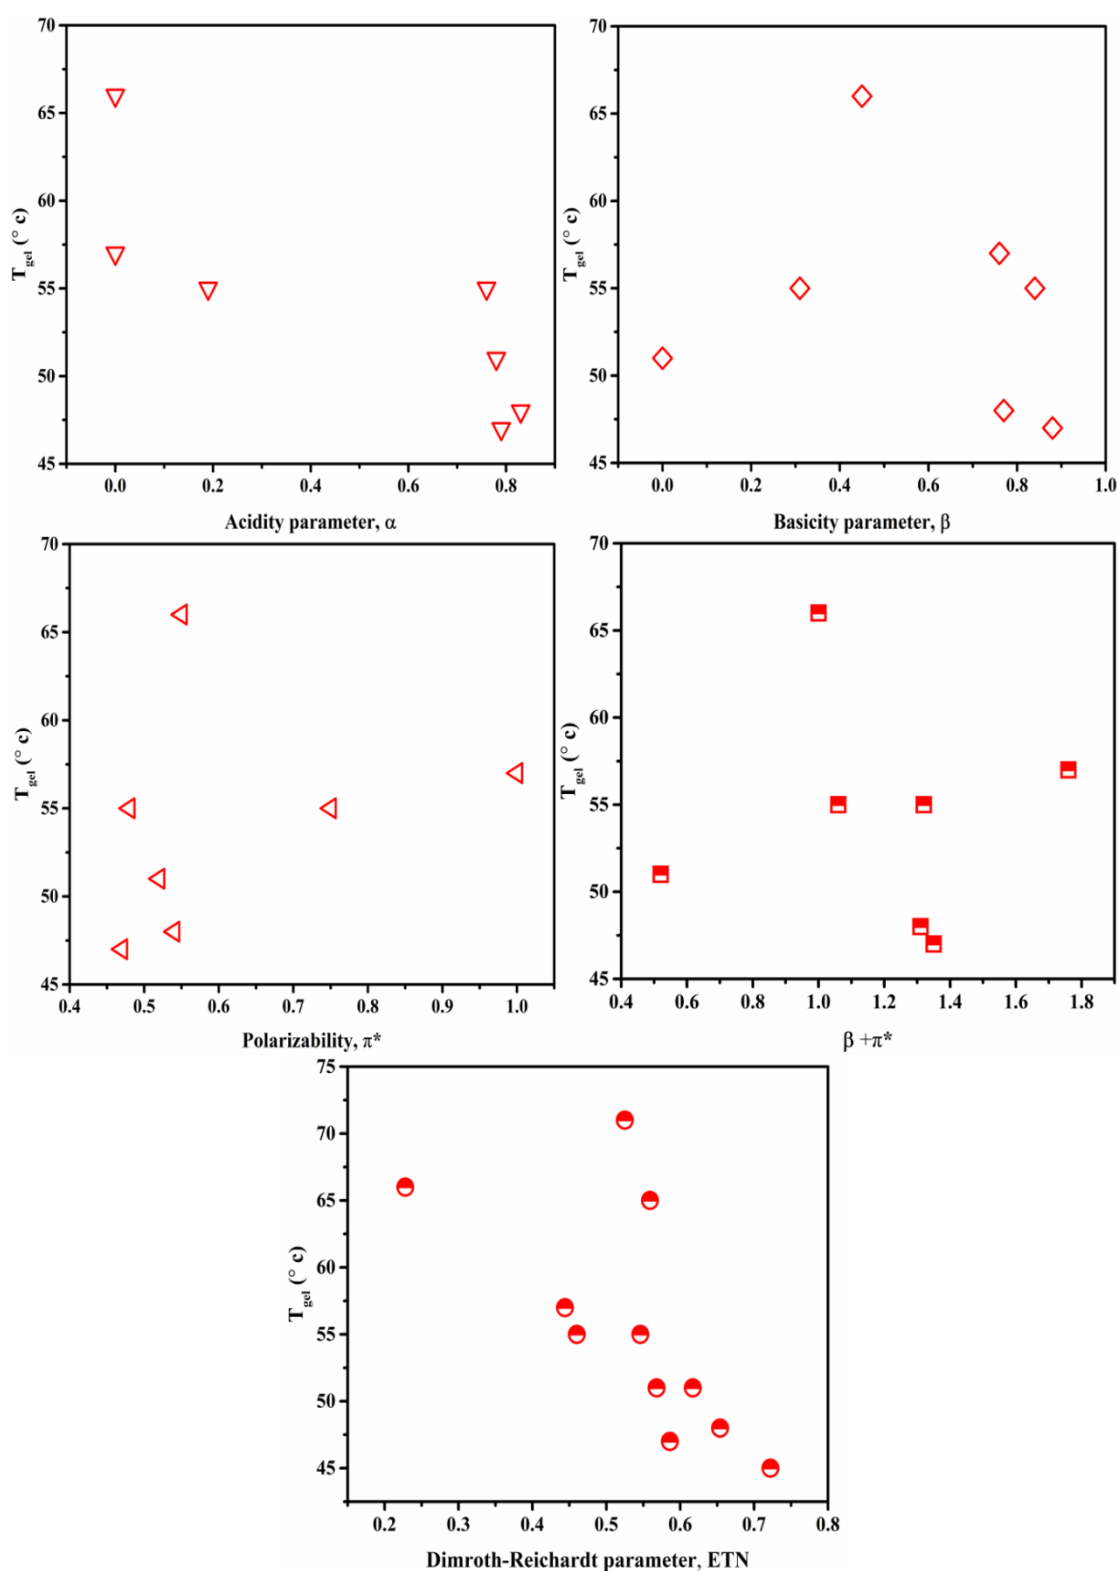 70
65
60
55
50
45
T_gel (° c)
0.0 0.2 0.4 0.6 0.8
Acidity parameter, α
70
65
60
55
50
45
T_gel (° c)
0.0 0.2 0.4 0.6 0.8 1.0
Basicity parameter, β
70
65
60
55
50
45
T_gel (° c)
0.4 0.5 0.6 0.7 0.8 0.9 1.0
Polarizability, π*
70
65
60
55
50
45
T_gel (° c)
0.4 0.6 0.8 1.0 1.2 1.4 1.6 1.8
β +π*
75
70
65
60
55
50
45
T_gel (° c)
0.2 0.3 0.4 0.5 0.6 0.7 0.8
Dimroth-Reichardt parameter, ETN